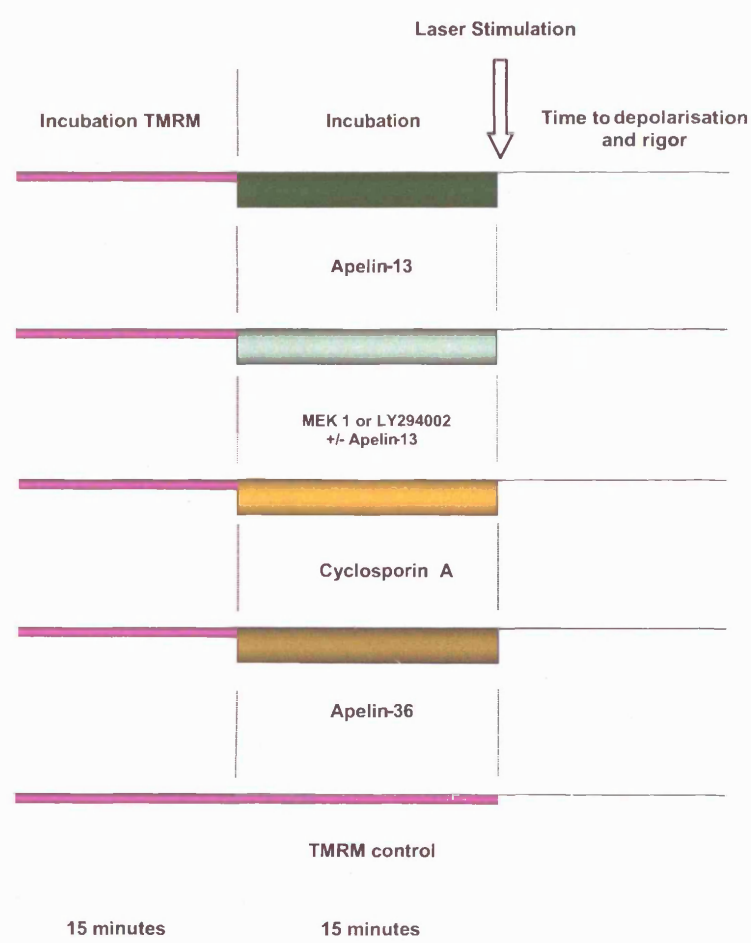 Laser Stimulation
Incubation TMRM
Incubation
Time to depolarisation
and rigor
Apelin-13
MEK 1 or LY294002
+/- Apelin-13
Cyclosporin A
Apelin-36
TMRM control
15 minutes
15 minutes